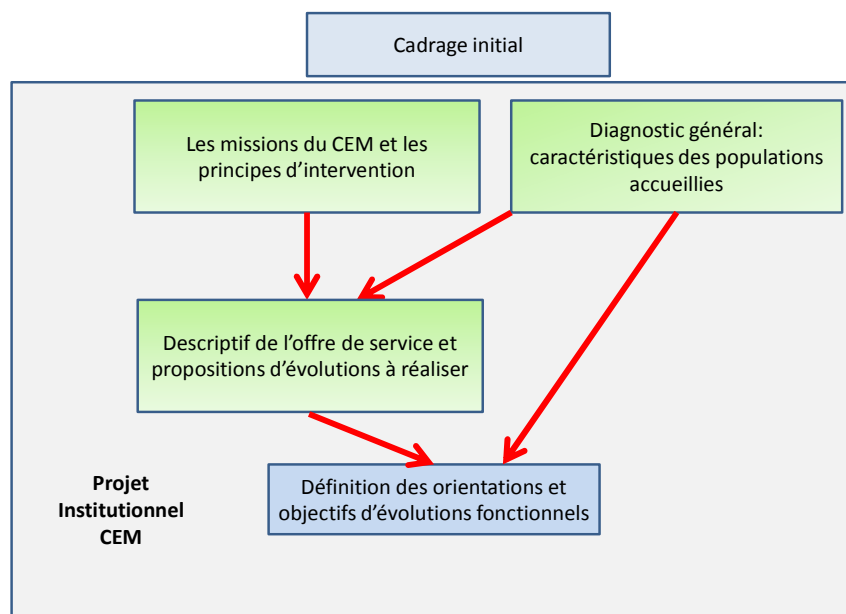 Cadrage initial
Les missions du CEM et les
principes d’intervention
Diagnostic général:
caractéristiques des populations
accueillies
Descriptif de l’offre de service et
propositions d’évolutions à réaliser
Définition des orientations et
objectifs d’évolutions fonctionnels
Projet
Institutionnel
CEM